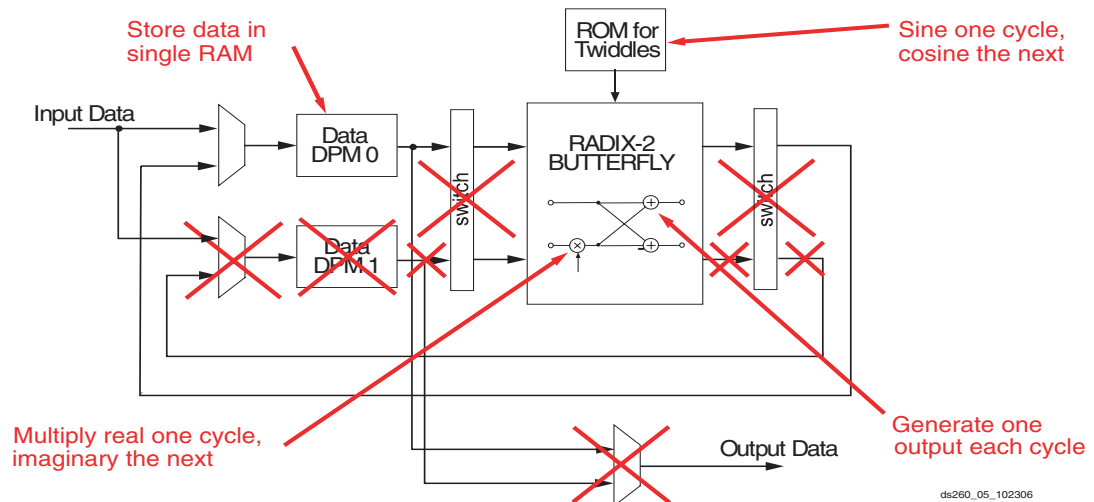 Store data in
single RAM
ROM for
Twiddles
Sine one cycle,
cosine the next
Input Data
Data
DPM 0
switch
RADIX-2
BUTTERFLY
switch
Data
DPM 1
Multiply real one cycle,
imaginary the next
Generate one
output each cycle
Output Data
ds260_05_102306